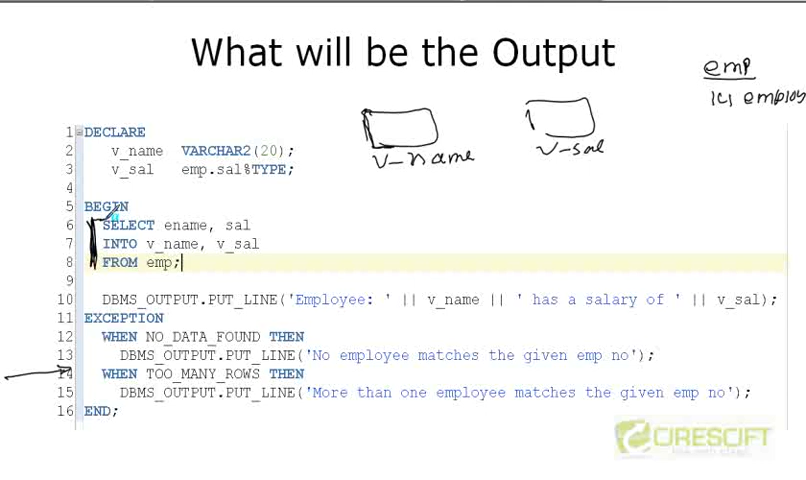 What will be the Output
emp
14 employ
v_name
v_sal
1 DECLARE
2 v_name VARCHAR2(20);
3 v_sal emp.sal%TYPE;
4
5 BEGIN
6 SELECT ename, sal
7 INTO v_name, v_sal
8 FROM emp;
9
10 DBMS_OUTPUT.PUT_LINE('Employee: ' || v_name || ' has a salary of ' || v_sal);
11 EXCEPTION
12 WHEN NO_DATA_FOUND THEN
13 DBMS_OUTPUT.PUT_LINE('No employee matches the given emp no');
14 WHEN TOO_MANY_ROWS THEN
15 DBMS_OUTPUT.PUT_LINE('More than one employee matches the given emp no');
16 END;